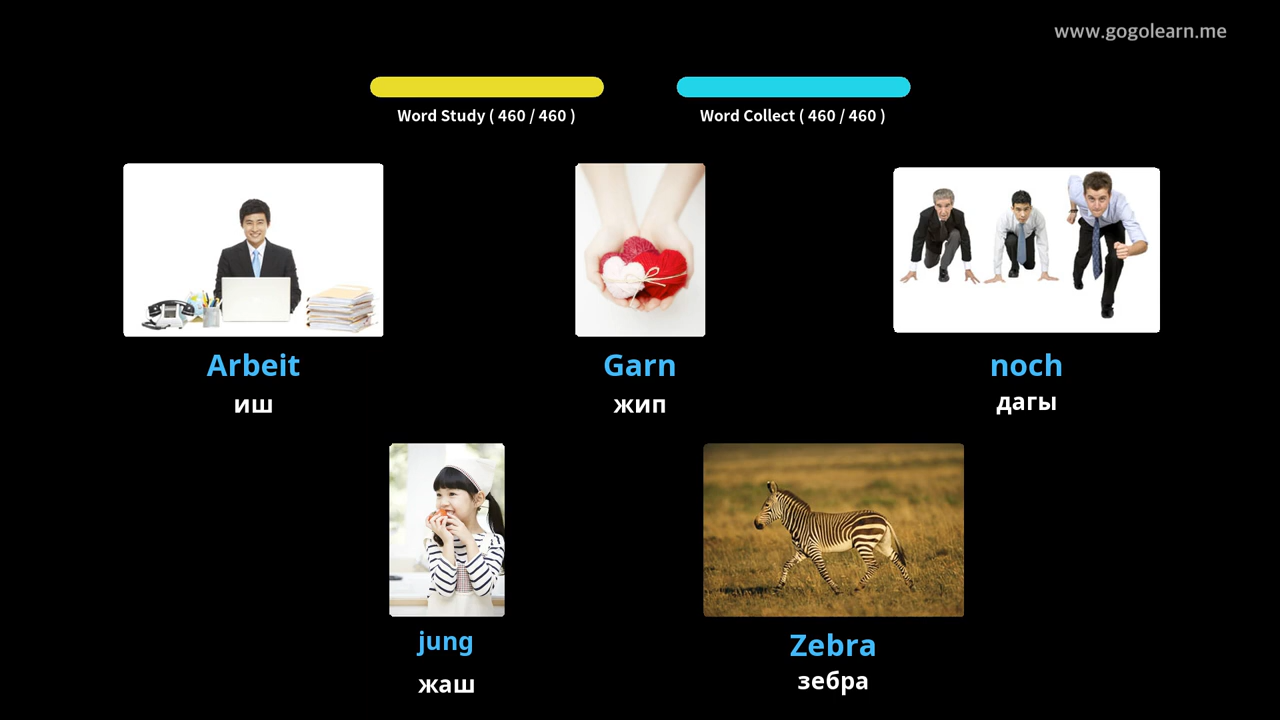 www.gogolearn.me
Word Study ( 460 / 460 )
Word Collect ( 460 / 460 )
Arbeit
иш
Garn
жип
noch
дагы
jung
жаш
Zebra
зебра